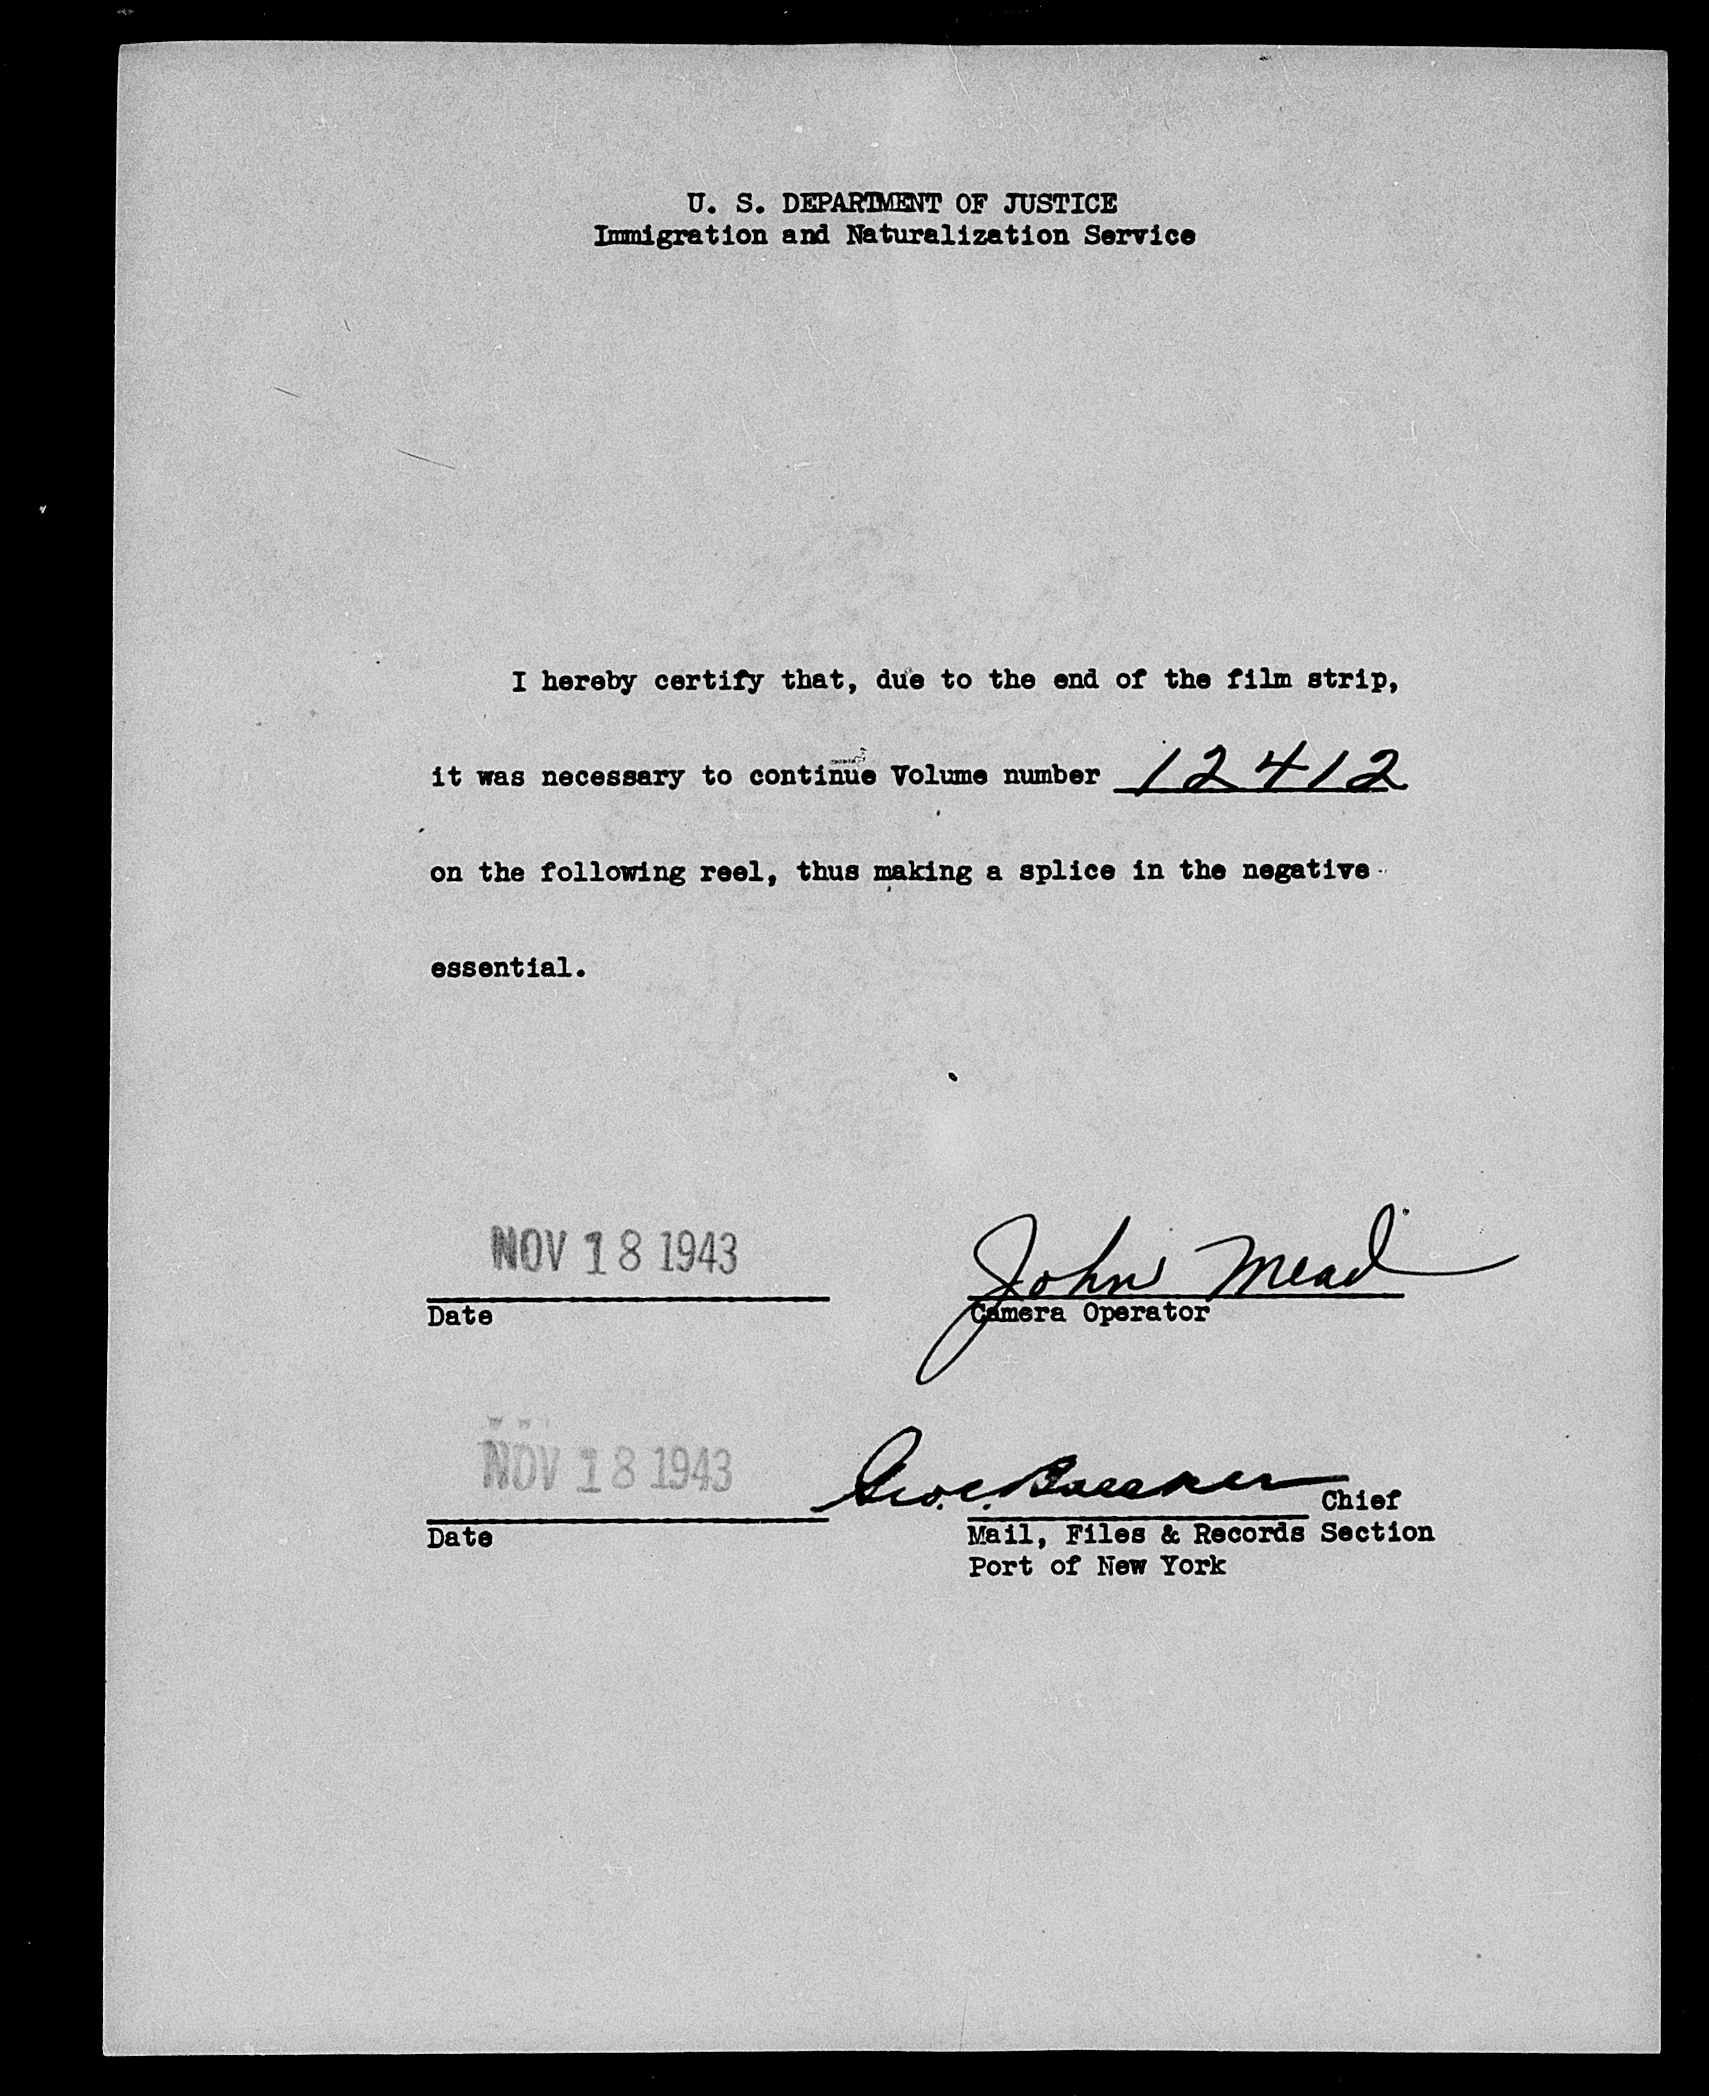 U. S. DEPARTMENT OF JUSTICE
Immigration and Naturalization Service
I hereby certify that, due to the end of the film strip,
it was necessary to continue Volume number 12412
on the following reel, thus making a splice in the negative
essential.
NOV 18 1943
John Mead
Date
Camera Operator
NOV 18 1943
Geo. C.
Chief
Date
Mail, Files & Records Section
Port of New York